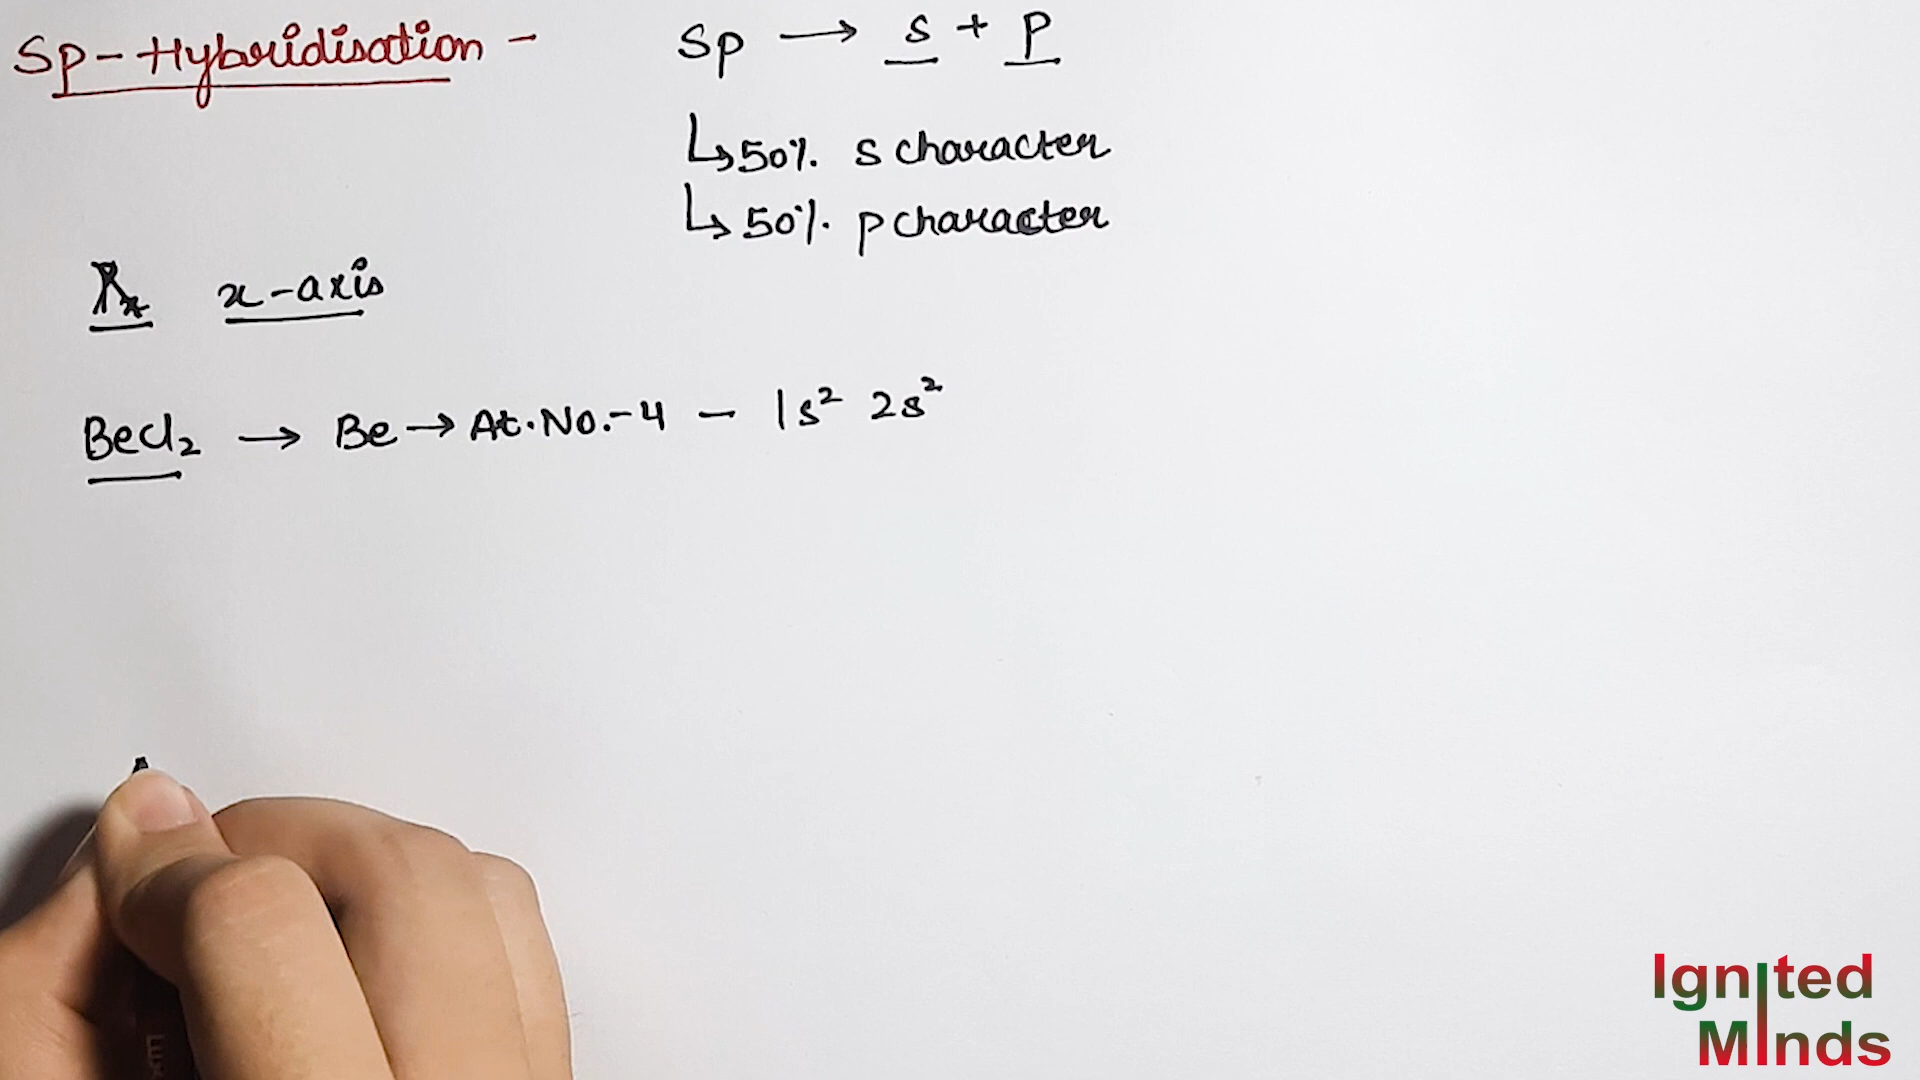 Sp-Hybridisation - Sp → s + p
↳50%. s character
↳50%. p character
x-axis
BeCl₂ → Be → At.No.-4 - 1s² 2s²
Ignited
Minds